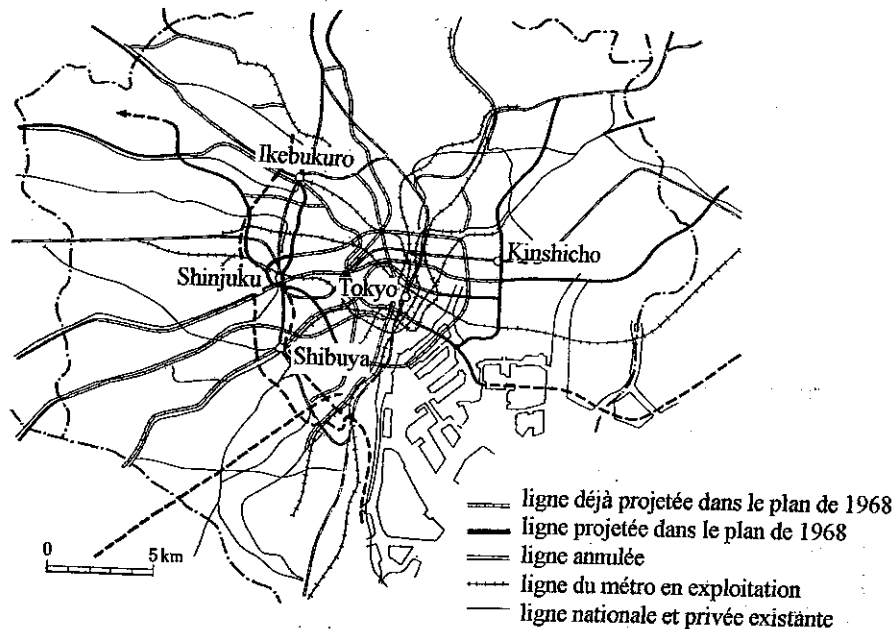 Ikebukuro
Kinshicho
Shinjuku
Tokyo
Shibuya
ligne déjà projetée dans le plan de 1968
ligne projetée dans le plan de 1968
ligne annulée
ligne du métro en exploitation
ligne nationale et privée existante
0 5 km